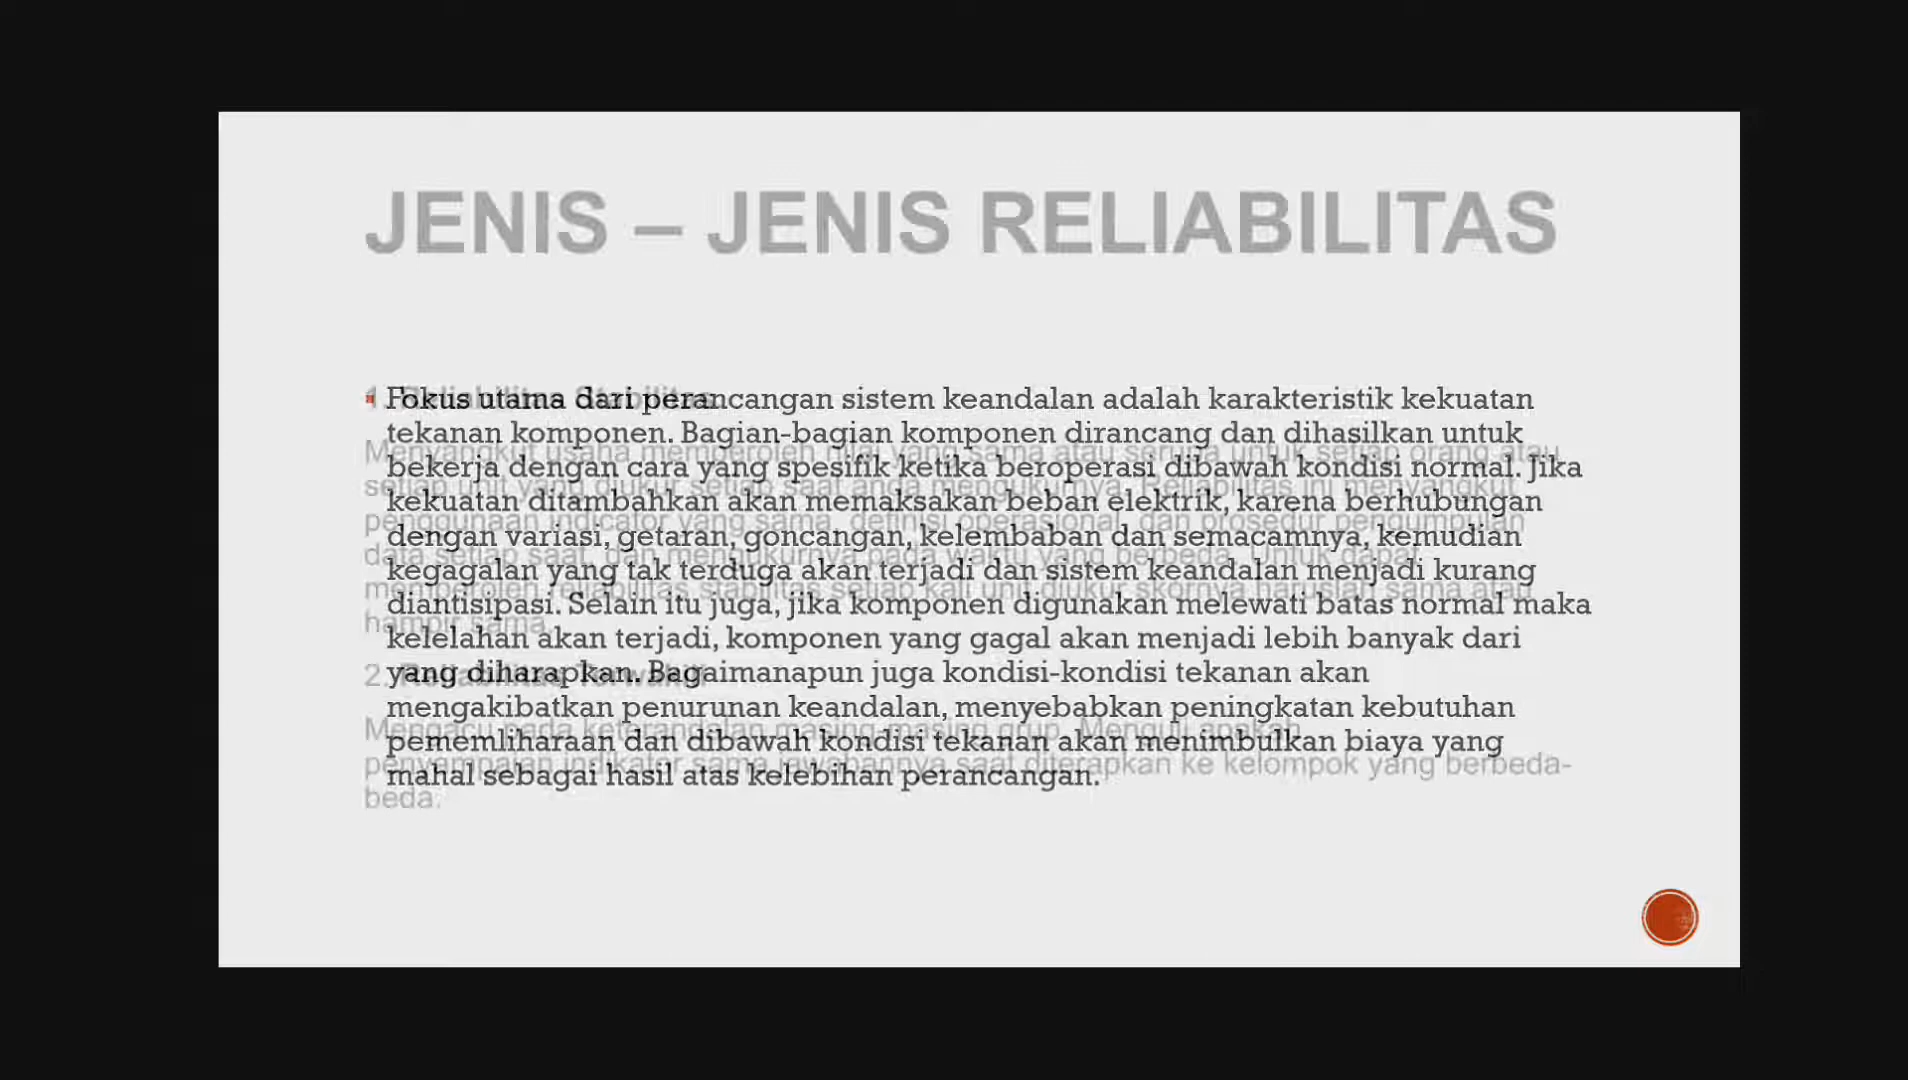 JENIS – JENIS RELIABILITAS
Fokus utama dari perancangan sistem keandalan adalah karakteristik kekuatan
tekanan komponen. Bagian-bagian komponen dirancang dan dihasilkan untuk
bekerja dengan cara yang spesifik ketika beroperasi dibawah kondisi normal. Jika
kekuatan ditambahkan akan memaksakan beban elektrik, karena berhubungan
dengan variasi, getaran, goncangan, kelembaban dan semacamnya, kemudian
kegagalan yang tak terduga akan terjadi dan sistem keandalan menjadi kurang
diantisipasi. Selain itu juga, jika komponen digunakan melewati batas normal maka
kelelahan akan terjadi, komponen yang gagal akan menjadi lebih banyak dari
yang diharapkan. Bagaimanapun juga kondisi-kondisi tekanan akan
mengakibatkan penurunan keandalan, menyebabkan peningkatan kebutuhan
pememliharaan dan dibawah kondisi tekanan akan menimbulkan biaya yang
mahal sebagai hasil atas kelebihan perancangan.
Menyangkut usaha memperoleh nilai yang sama atau serupa untuk setiap orang atau
setiap unit yang diukur setiap saat anda mengukurnya. Reliabilitas ini menyangkut
penggunaan indicator yang sama, definisi operasional, dan prosedur pengumpulan
data setiap saat, dan mengukurnya pada waktu yang berbeda. Untuk dapat
memperoleh reliabilitas stabilitas setiap kali unit diukur skornya haruslah sama atau
hampir sama.
2.
Mengacu pada keterandalan masing-masing grup. Menguji apakah
penyampaian indikator sama jawabannya saat diterapkan ke kelompok yang berbeda-
beda.